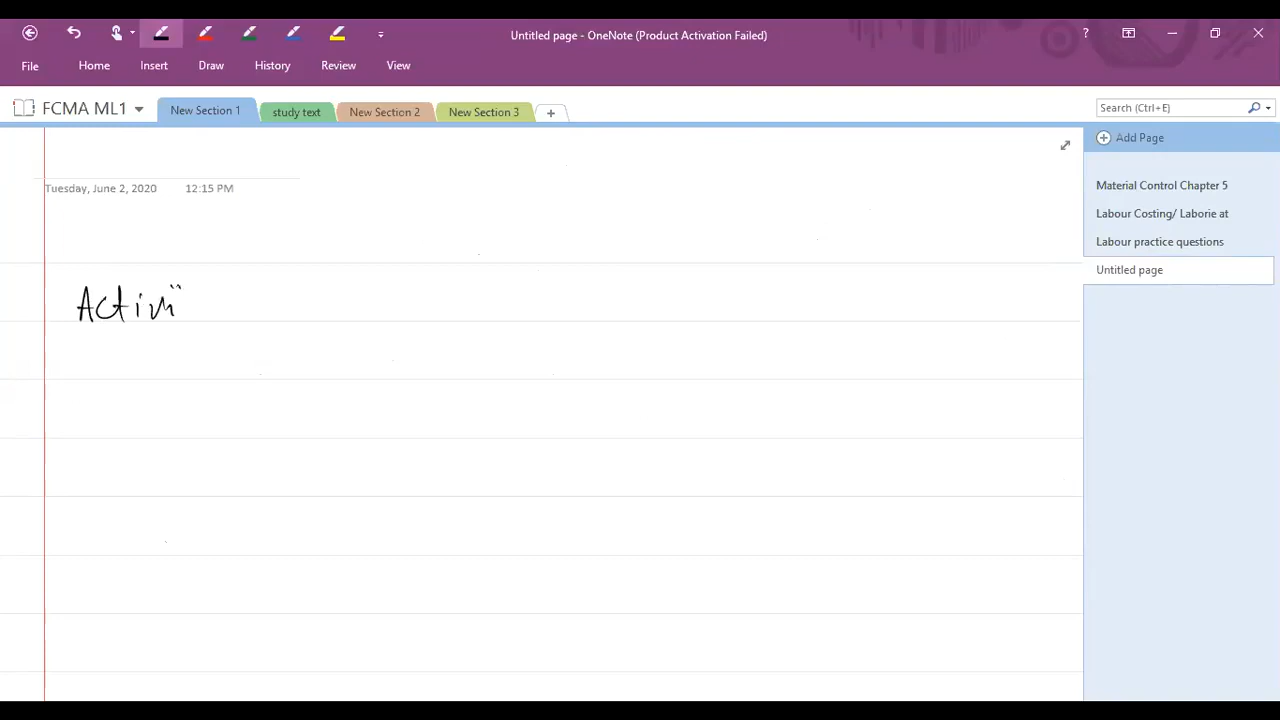 Untitled page - OneNote (Product Activation Failed)
?
File
Home
Insert
Draw
History
Review
View
FCMA ML1
New Section 1
study text
New Section 2
New Section 3
Search (Ctrl+E)
Add Page
Tuesday, June 2, 2020
12:15 PM
Material Control Chapter 5
Labour Costing/ Laborie at
Labour practice questions
Untitled page